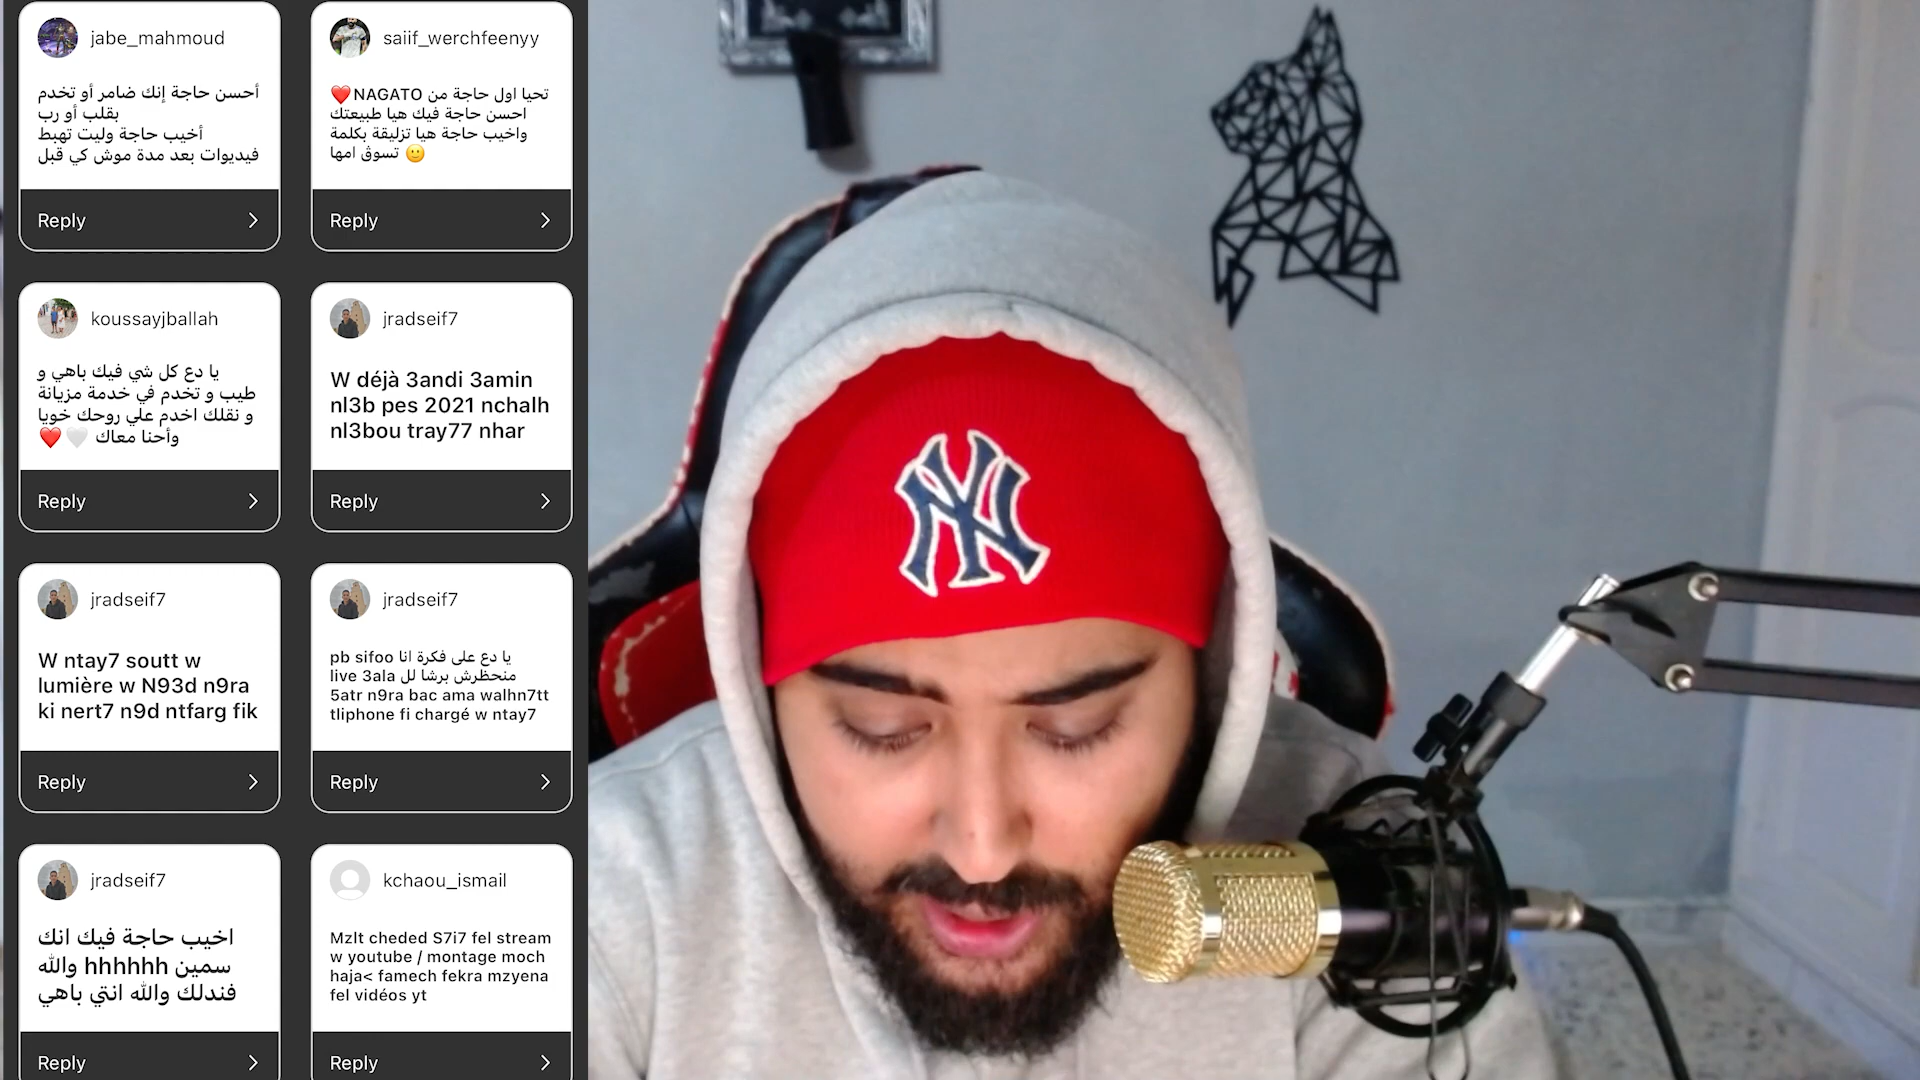 jabe_mahmoud
أحسن حاجة إنك ضامر أو تخدم
بقلب أو رب
أخيب حاجة وليت تهبط
فيديوات بعد مدة موش كي قبل
Reply
saiif_werchfeenyy
تحيا اول حاجة من NAGATO❤️
احسن حاجة فيك هيا طبيعتك
واخيب حاجة هيا تزليقة بكلمة
تسوق امها 🙂
Reply
koussayjballah
يا دع كل شي فيك باهي و
طيب و تخدم في خدمة مزيانة
و نقلك اخدم علي روحك خويا
وأحنا معاك 🤍❤️
Reply
jradseif7
W déjà 3andi 3amin
nl3b pes 2021 nchalh
nl3bou tray77 nhar
Reply
jradseif7
W ntay7 soutt w
lumière w N93d n9ra
ki nert7 n9d ntfarg fik
Reply
jradseif7
يا دع على فكرة انا pb sifoo
منحظرش برشا لل live 3ala
5atr n9ra bac ama walhn7tt
tliphone fi chargé w ntay7
Reply
jradseif7
اخيب حاجة فيك انك
سمين hhhhhh والله
فندلك والله انتي باهي
Reply
kchaou_ismail
Mzlt cheded S7i7 fel stream
w youtube / montage moch
haja< famech fekra mzyena
fel vidéos yt
Reply
NY